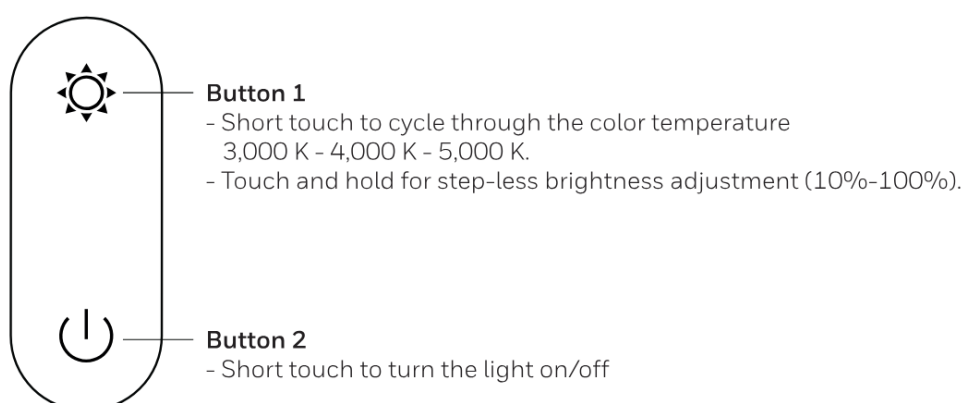 Button 1
- Short touch to cycle through the color temperature
3,000 K - 4,000 K - 5,000 K.
- Touch and hold for step-less brightness adjustment (10%-100%).
Button 2
- Short touch to turn the light on/off